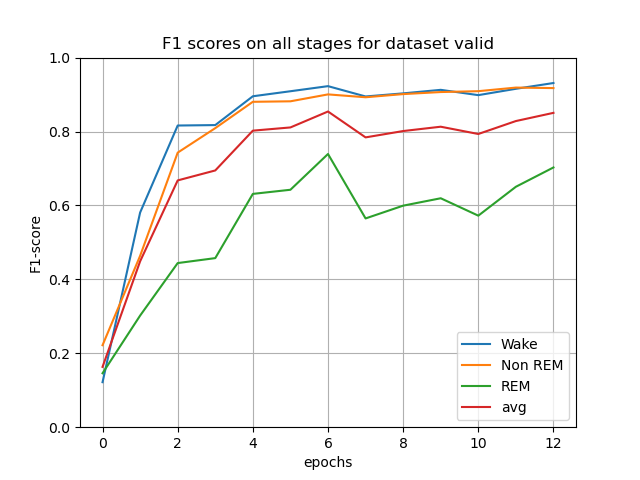 F1 scores on all stages for dataset valid
1.0
0.8
0.6
0.4
0.2
0.0
F1-score
0 2 4 6 8 10 12
epochs
Wake
Non REM
REM
avg